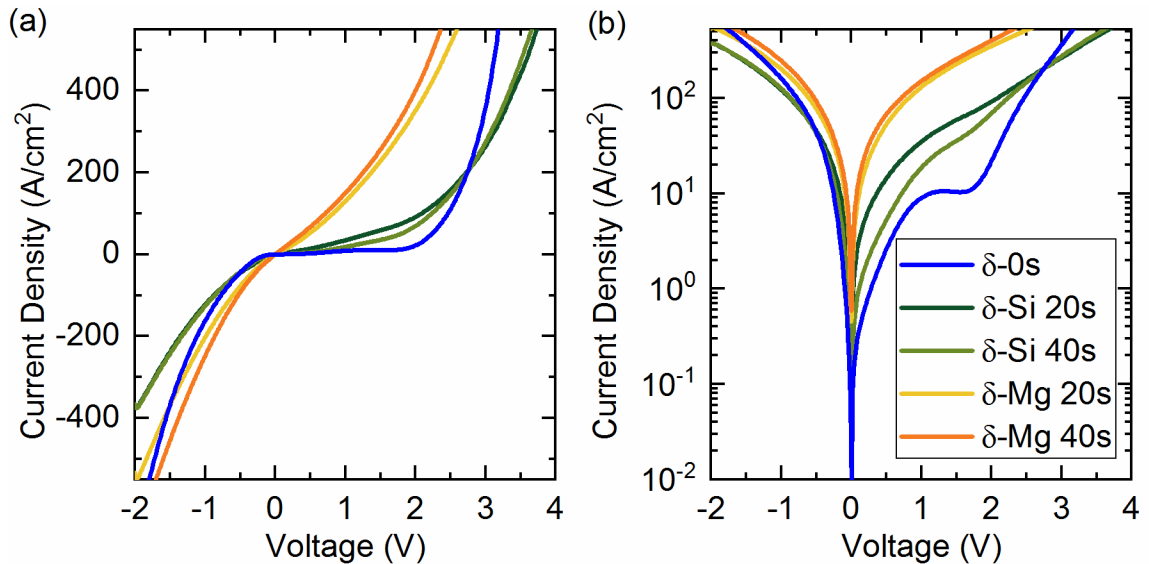 (a)
Current Density (A/cm²)
400
200
0
-200
-400
-2 -1 0 1 2 3 4
Voltage (V)
(b)
Current Density (A/cm²)
10²
10¹
10⁰
10⁻¹
10⁻²
-2 -1 0 1 2 3 4
Voltage (V)
δ-0s
δ-Si 20s
δ-Si 40s
δ-Mg 20s
δ-Mg 40s